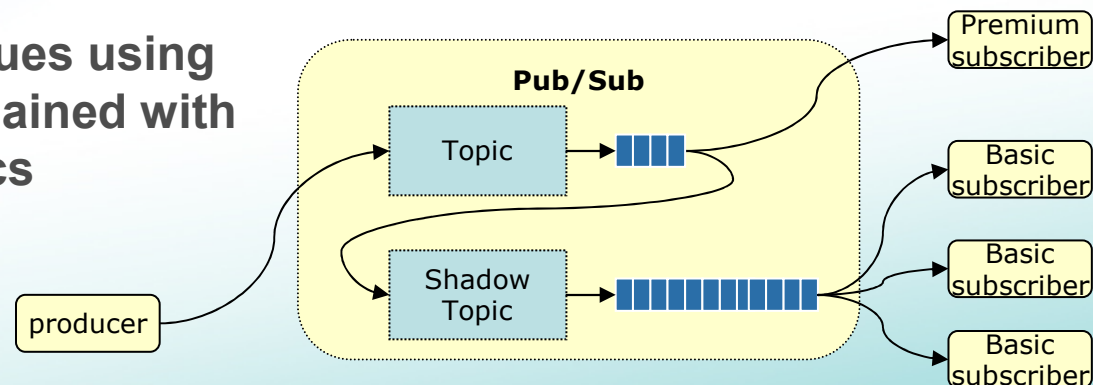 ues using
ained with
cs
Pub/Sub
Topic
Shadow
Topic
producer
Premium
subscriber
Basic
subscriber
Basic
subscriber
Basic
subscriber